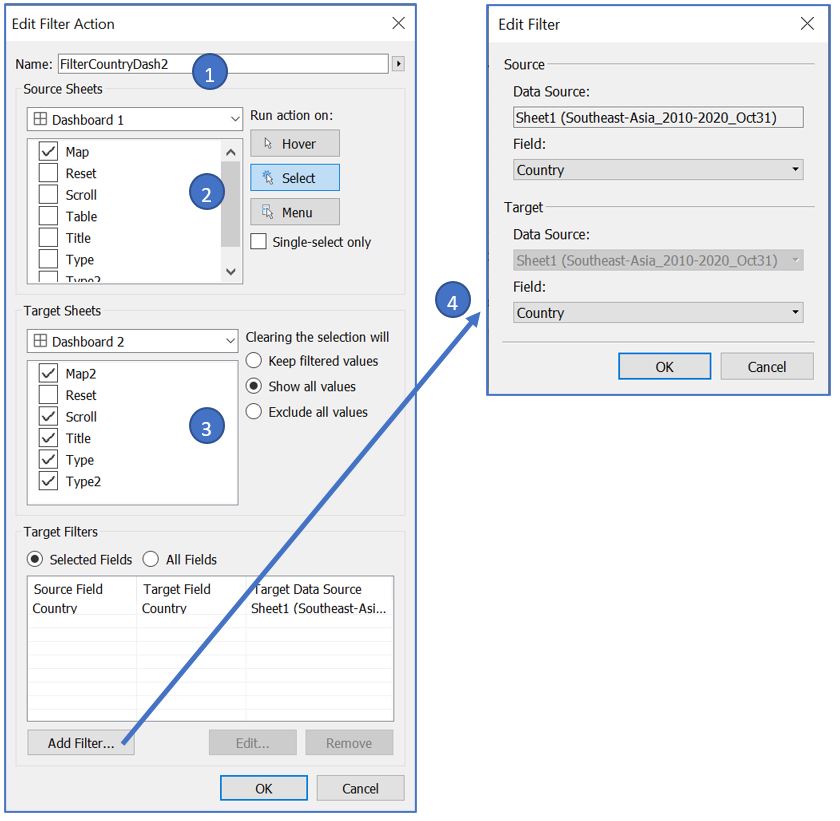 Edit Filter Action
Name: FilterCountryDash2
1
Source Sheets
Dashboard 1
Run action on:
Map
Reset
Scroll
Table
Title
Type
Type2
2
Hover
Select
Menu
Single-select only
Target Sheets
Dashboard 2
Clearing the selection will
Map2
Reset
Scroll
Title
Type
Type2
3
Keep filtered values
Show all values
Exclude all values
Target Filters
Selected Fields All Fields
Source Field Target Field Target Data Source
Country Country Sheet1 (Southeast-Asi...
Add Filter... Edit... Remove
OK Cancel
4
Edit Filter
Source
Data Source:
Sheet1 (Southeast-Asia_2010-2020_Oct31)
Field:
Country
Target
Data Source:
Sheet1 (Southeast-Asia_2010-2020_Oct31)
Field:
Country
OK Cancel